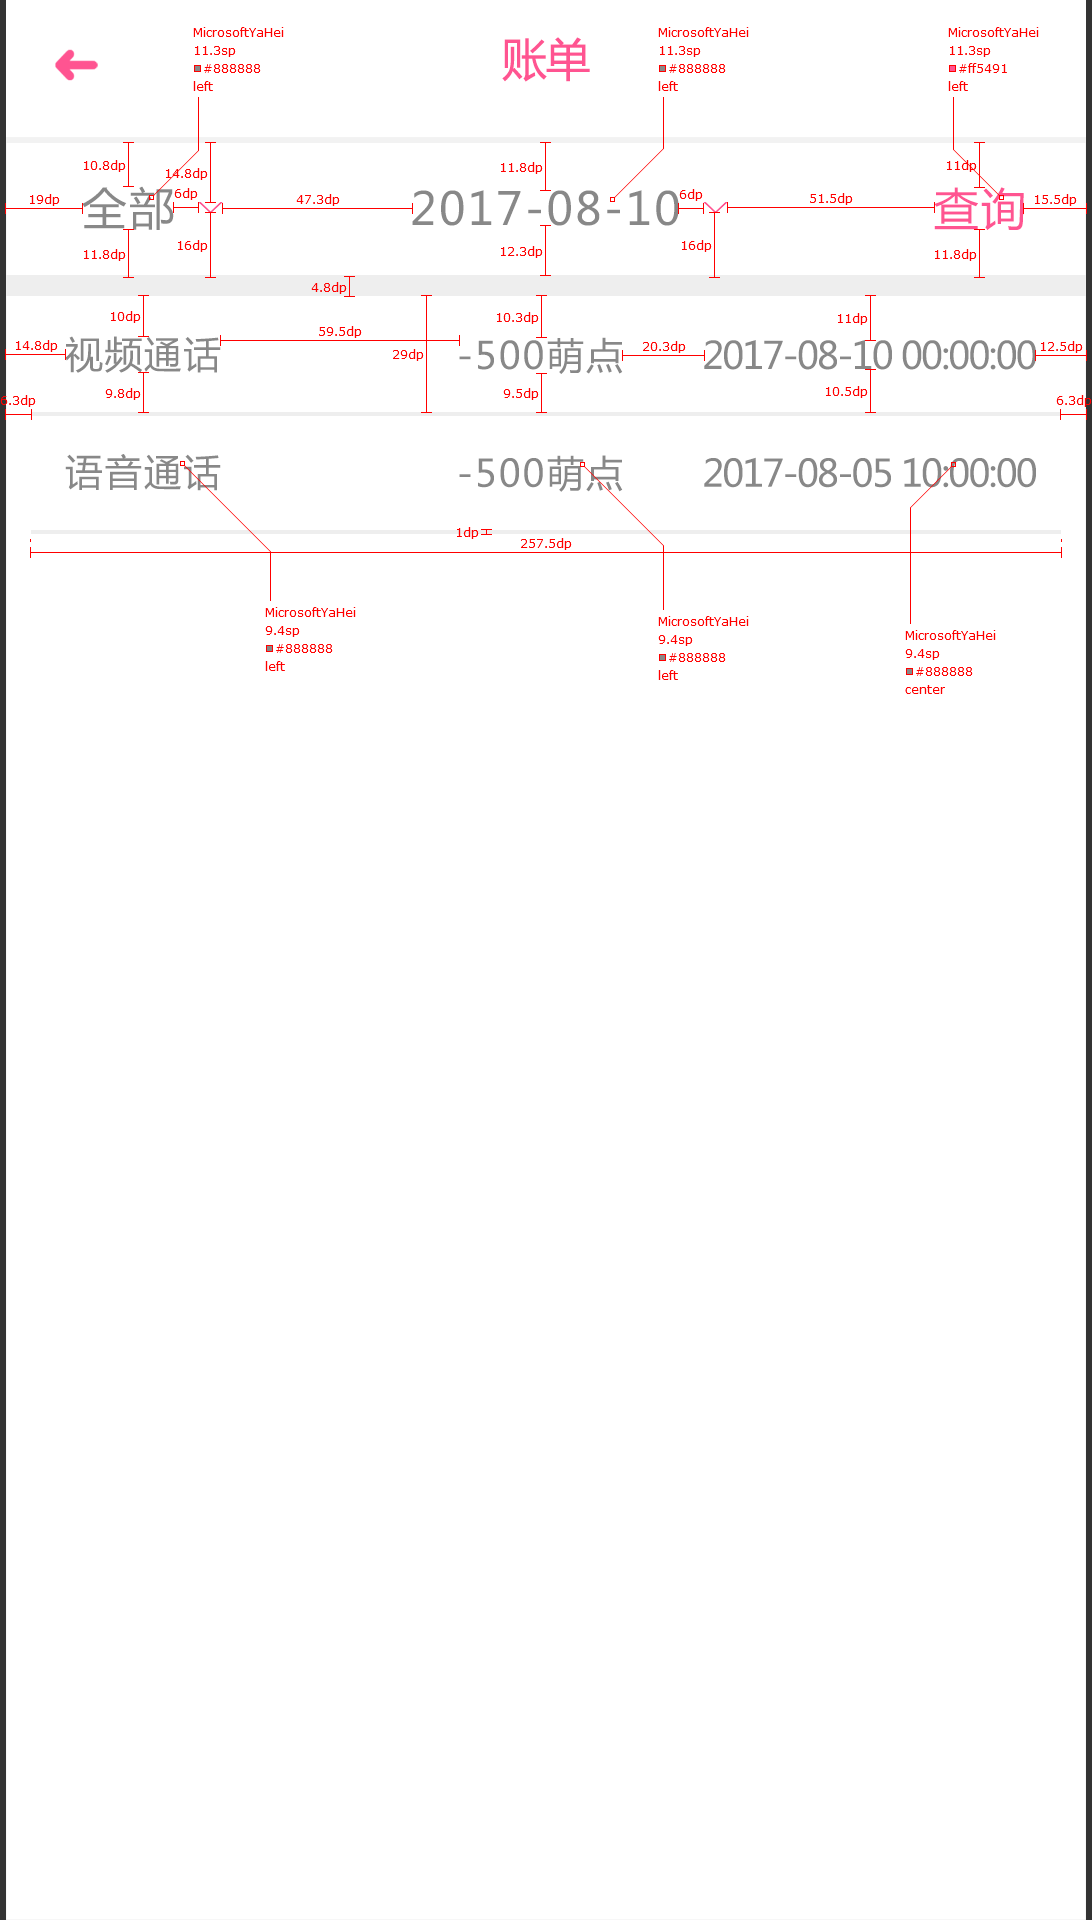 账单
MicrosoftYaHei
11.3sp
#888888
left
MicrosoftYaHei
11.3sp
#888888
left
MicrosoftYaHei
11.3sp
#ff5491
left
10.8dp
14.8dp
11.8dp
11dp
19dp
全部
6dp
47.3dp
2017-08-10
6dp
51.5dp
查询
15.5dp
11.8dp
16dp
12.3dp
16dp
11.8dp
4.8dp
10dp
59.5dp
29dp
10.3dp
11dp
14.8dp
视频通话
-500萌点
20.3dp
2017-08-10 00:00:00
12.5dp
9.8dp
9.5dp
10.5dp
6.3dp
6.3dp
语音通话
-500萌点
2017-08-05 10:00:00
1dp
257.5dp
MicrosoftYaHei
9.4sp
#888888
left
MicrosoftYaHei
9.4sp
#888888
left
MicrosoftYaHei
9.4sp
#888888
center